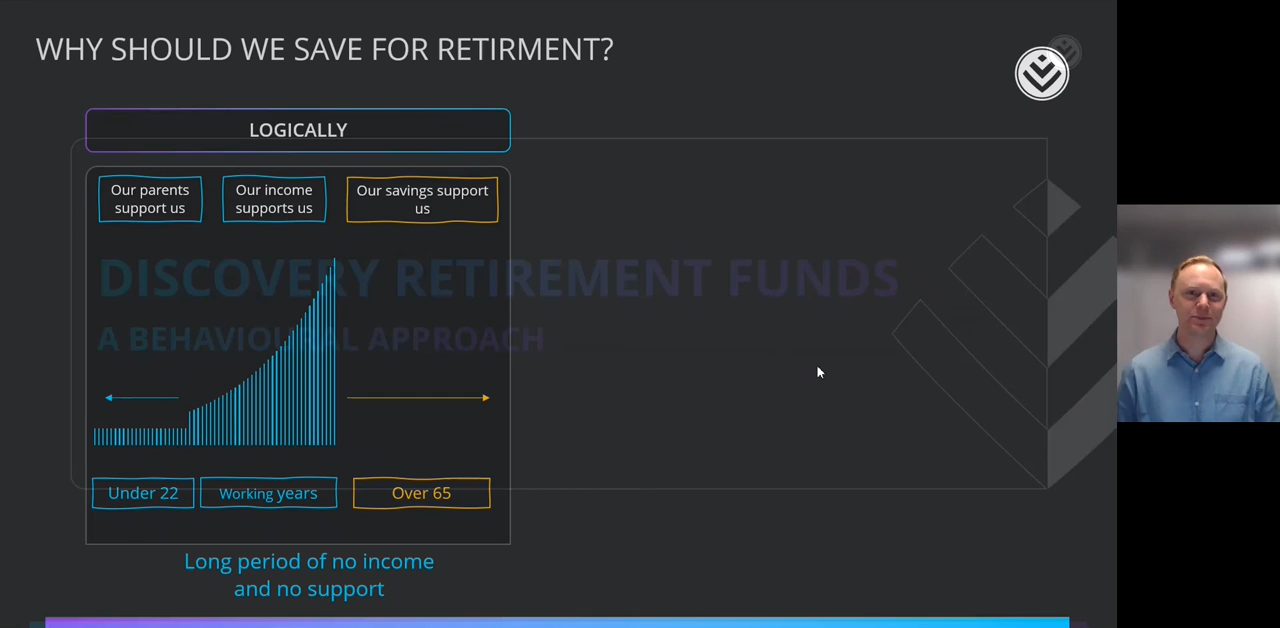 WHY SHOULD WE SAVE FOR RETIRMENT?
LOGICALLY
Our parents
support us
Our income
supports us
Our savings support
us
DISCOVERY RETIREMENT FUNDS
A BEHAVIOURAL APPROACH
Under 22
Working years
Over 65
Long period of no income
and no support